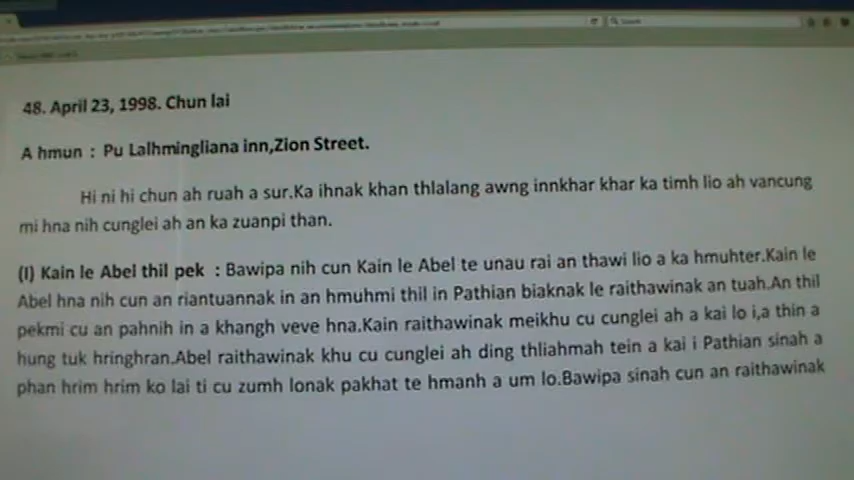 48. April 23, 1998. Chun lai
A hmun : Pu Lalhmingliana inn,Zion Street.
Hi ni hi chun ah ruah a sur.Ka ihnak khan thlalang awng innkhar khar ka timh lio ah vancung
mi hna nih cunglei ah an ka zuanpi than.
(I) Kain le Abel thil pek : Bawipa nih cun Kain le Abel te unau rai an thawi lio a ka hmuhter.Kain le
Abel hna nih cun an riantuannak in an hmuhmi thil in Pathian biaknak le raithawinak an tuah.An thil
pekmi cu an pahnih in a khangh veve hna.Kain raithawinak meikhu cu cunglei ah a kai lo i,a thin a
hung tuk hringhran.Abel raithawinak khu cu cunglei ah ding thliahmah tein a kai i Pathian sinah a
phan hrim hrim ko lai ti cu zumh lonak pakhat te hmanh a um lo.Bawipa sinah cun an raithawinak